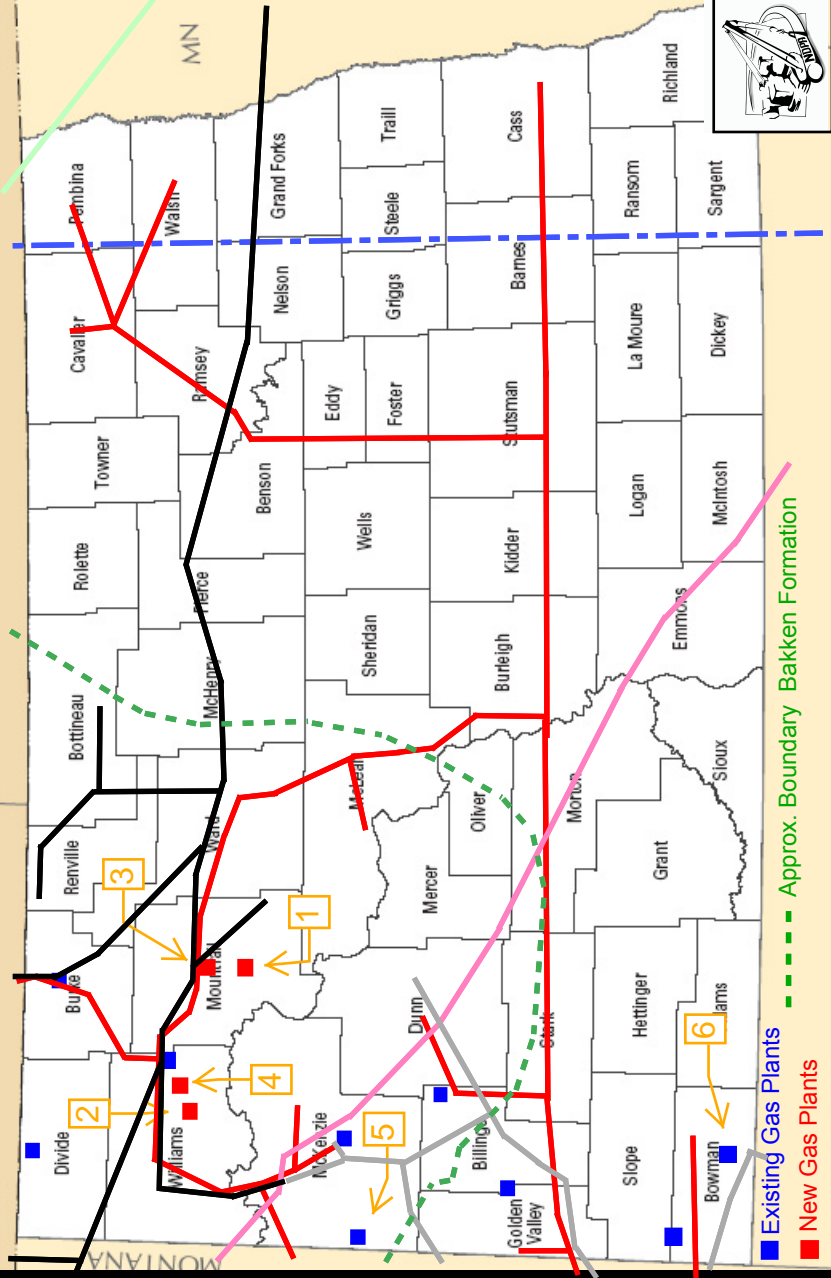 MONTANA
Divide
Burke
Renville
Bottineau
Rolette
Towner
Cavalier
Pembina
MN
Williams
Mountrail
Ward
McHenry
Pierce
Benson
Ramsey
Walsh
Nelson
Grand Forks
McKenzie
McLean
Sheridan
Wells
Eddy
Foster
Griggs
Steele
Traill
Golden
Valley
Billings
Dunn
Mercer
Oliver
Burleigh
Kidder
Stutsman
Barnes
Cass
Stark
Morton
Slope
Hettinger
Grant
Emmons
Logan
La Moure
Ransom
Richland
Bowman
Sioux
McIntosh
Dickey
Sargent
2
4
3
1
5
6
NDPA
Existing Gas Plants
New Gas Plants
Approx. Boundary Bakken Formation